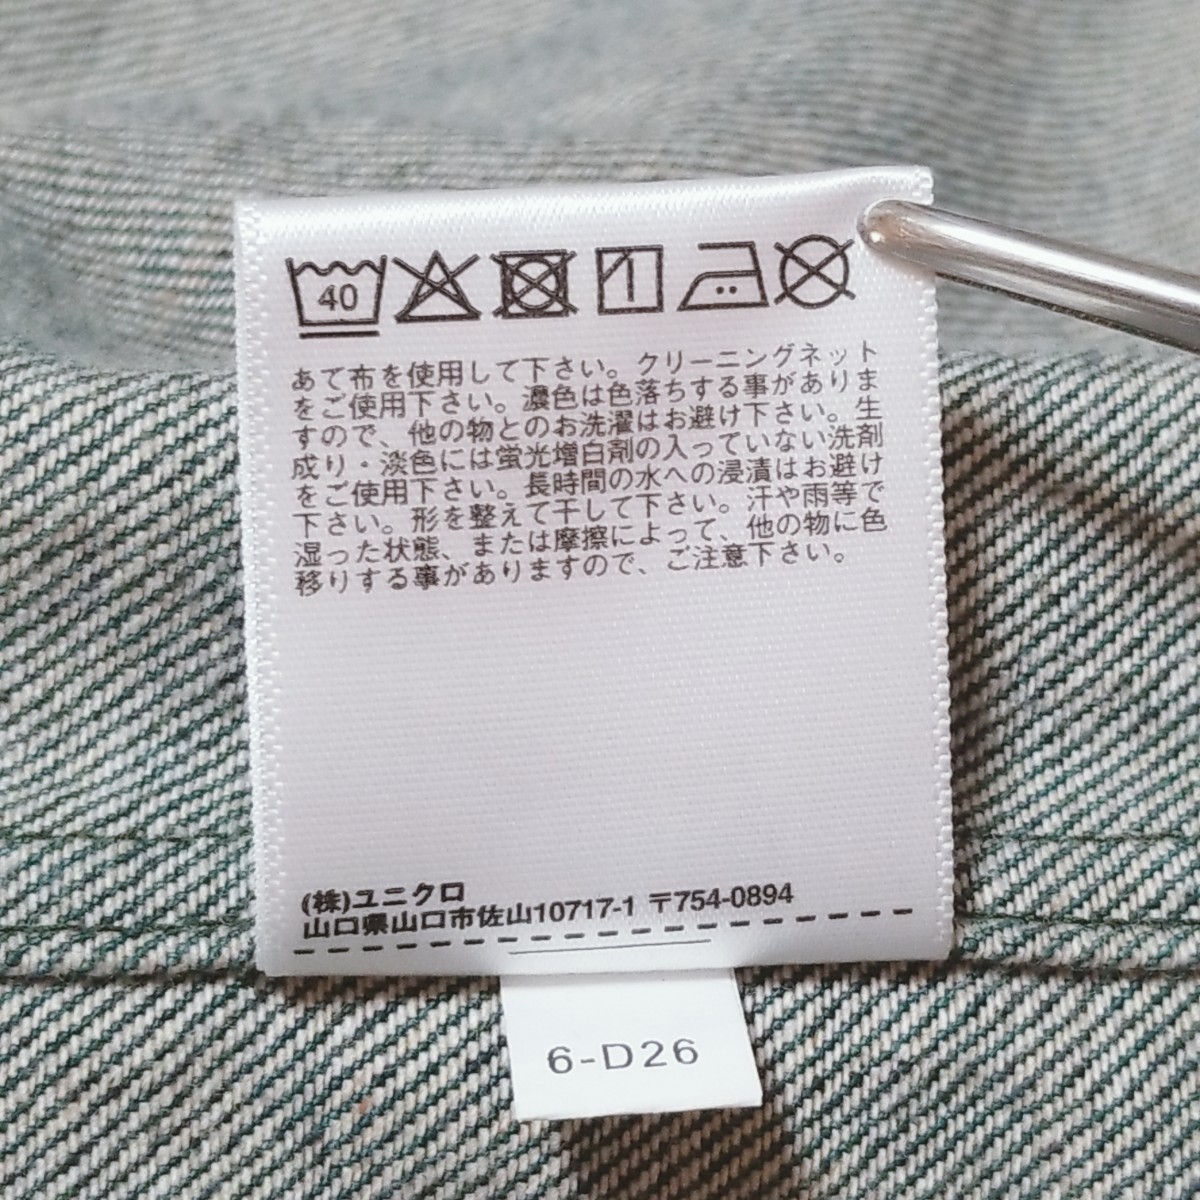 40
あて布を使用して下さい。クリーニングネット
をご使用下さい。濃色は色落ちする事がありま
すので、他の物とのお洗濯はお避け下さい。生
成り・淡色には蛍光増白剤の入っていない洗剤
をご使用下さい。長時間の水への浸漬はお避け
下さい。形を整えて干して下さい。汗や雨等で
湿った状態、または摩擦によって、他の物に色
移りする事がありますので、ご注意下さい。
(株)ユニクロ
山口県山口市佐山10717-1 〒754-0894
6-D26